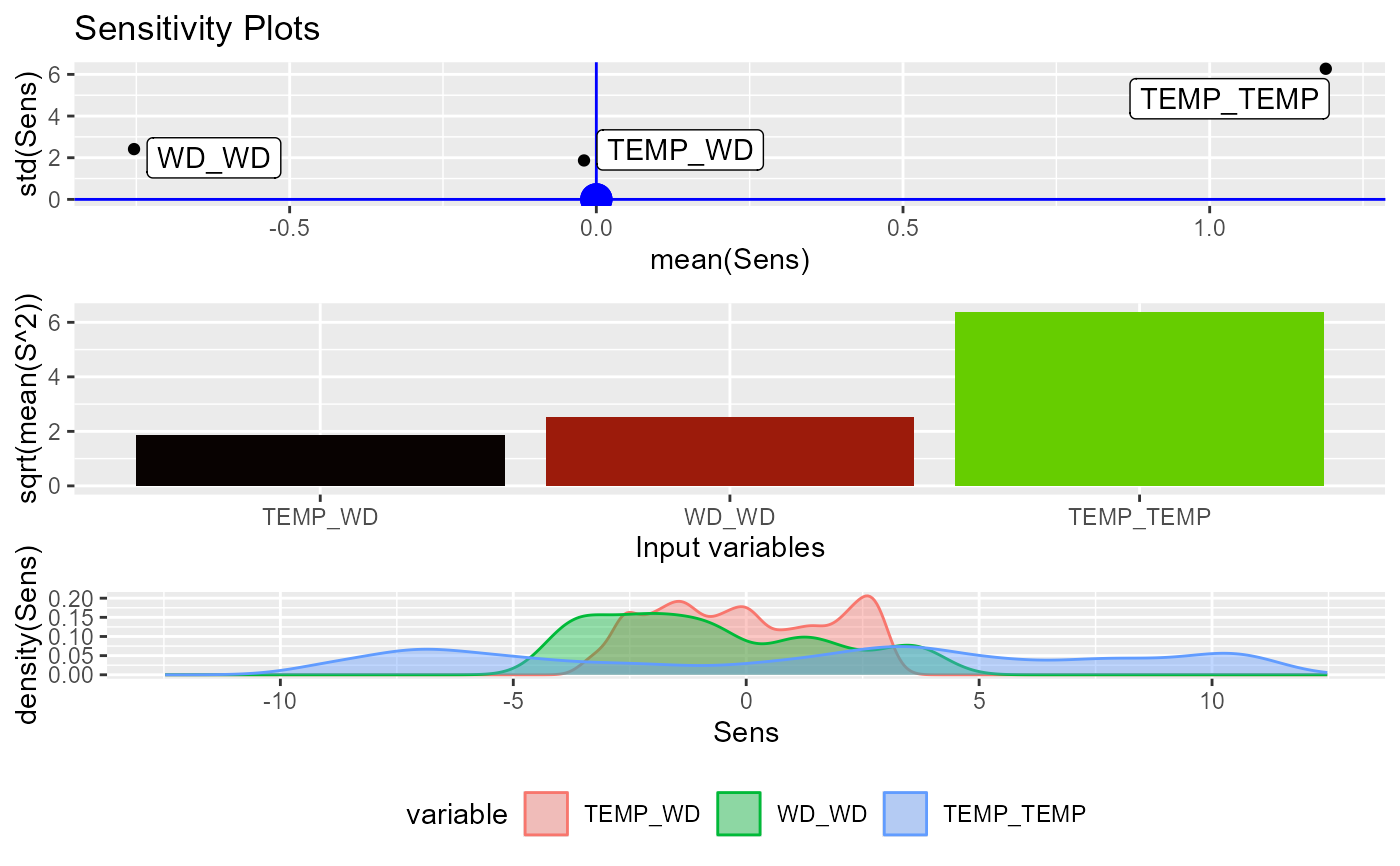 Sensitivity Plots
std(Sens)
6
4
2
0
WD_WD
TEMP_WD
TEMP_TEMP
-0.5 0.0 0.5 1.0
mean(Sens)
sqrt(mean(S^2))
6
4
2
0
TEMP_WD WD_WD TEMP_TEMP
Input variables
density(Sens)
0.20
0.15
0.10
0.05
0.00
-10 -5 0 5 10
Sens
variable TEMP_WD WD_WD TEMP_TEMP